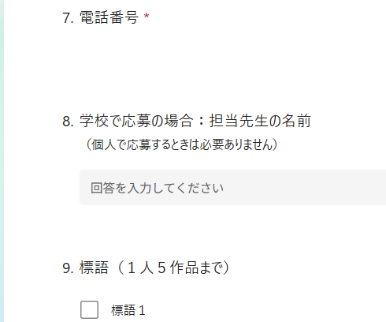 7. 電話番号 *
8. 学校で応募の場合：担当先生の名前
（個人で応募するときは必要ありません）
回答を入力してください
9. 標語（１人５作品まで）
標語１